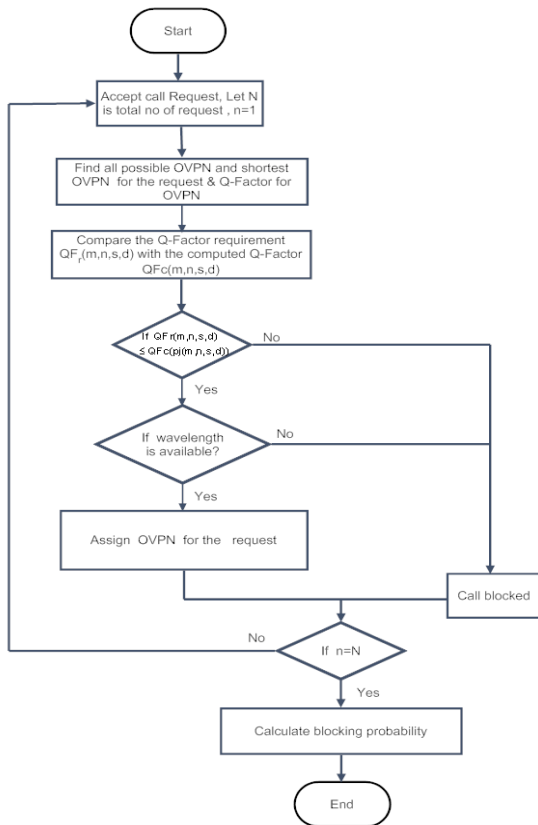 Start
Accept call Request, Let N
is total no of request , n=1
Find all possible OVPN and shortest
OVPN for the request & Q-Factor for
OVPN
Compare the Q-Factor requirement
QFr(m,n,s,d) with the computed Q-Factor
QFc(m,n,s,d)
If QFr(m,n,s,d)
≤ QFc(pj(m,n,s,d))
No
Yes
If wavelength
is available?
No
Yes
Assign OVPN for the request
Call blocked
No
If n=N
Yes
Calculate blocking probability
End